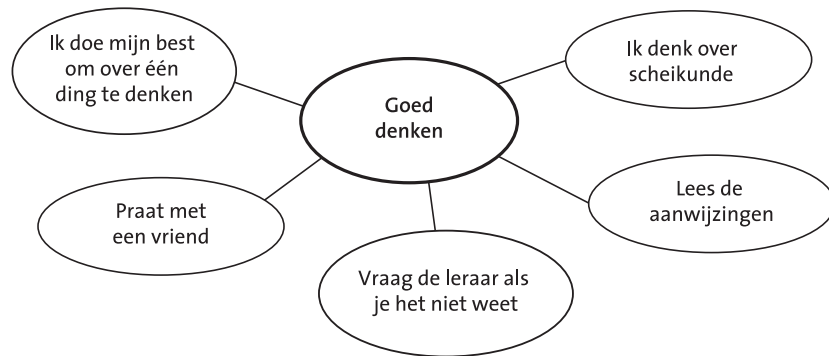 Ik doe mijn best
om over één
ding te denken
Goed
denken
Ik denk over
scheikunde
Praat met
een vriend
Vraag de leraar als
je het niet weet
Lees de
aanwijzingen